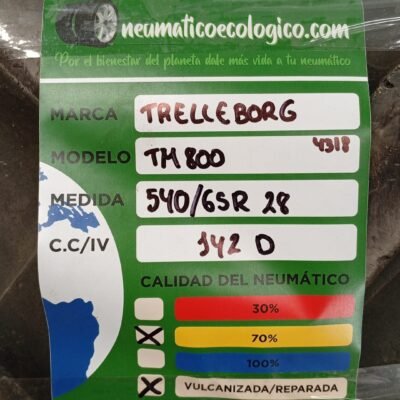 neumaticoecologico.com
Por el bienestar del planeta dale más vida a tu neumático
MARCA TRELLEBORG
MODELO TM 800 4318
MEDIDA 540/65R 28
C.C/IV 142 D
CALIDAD DEL NEUMÁTICO
30%
X 70%
100%
X VULCANIZADA/REPARADA